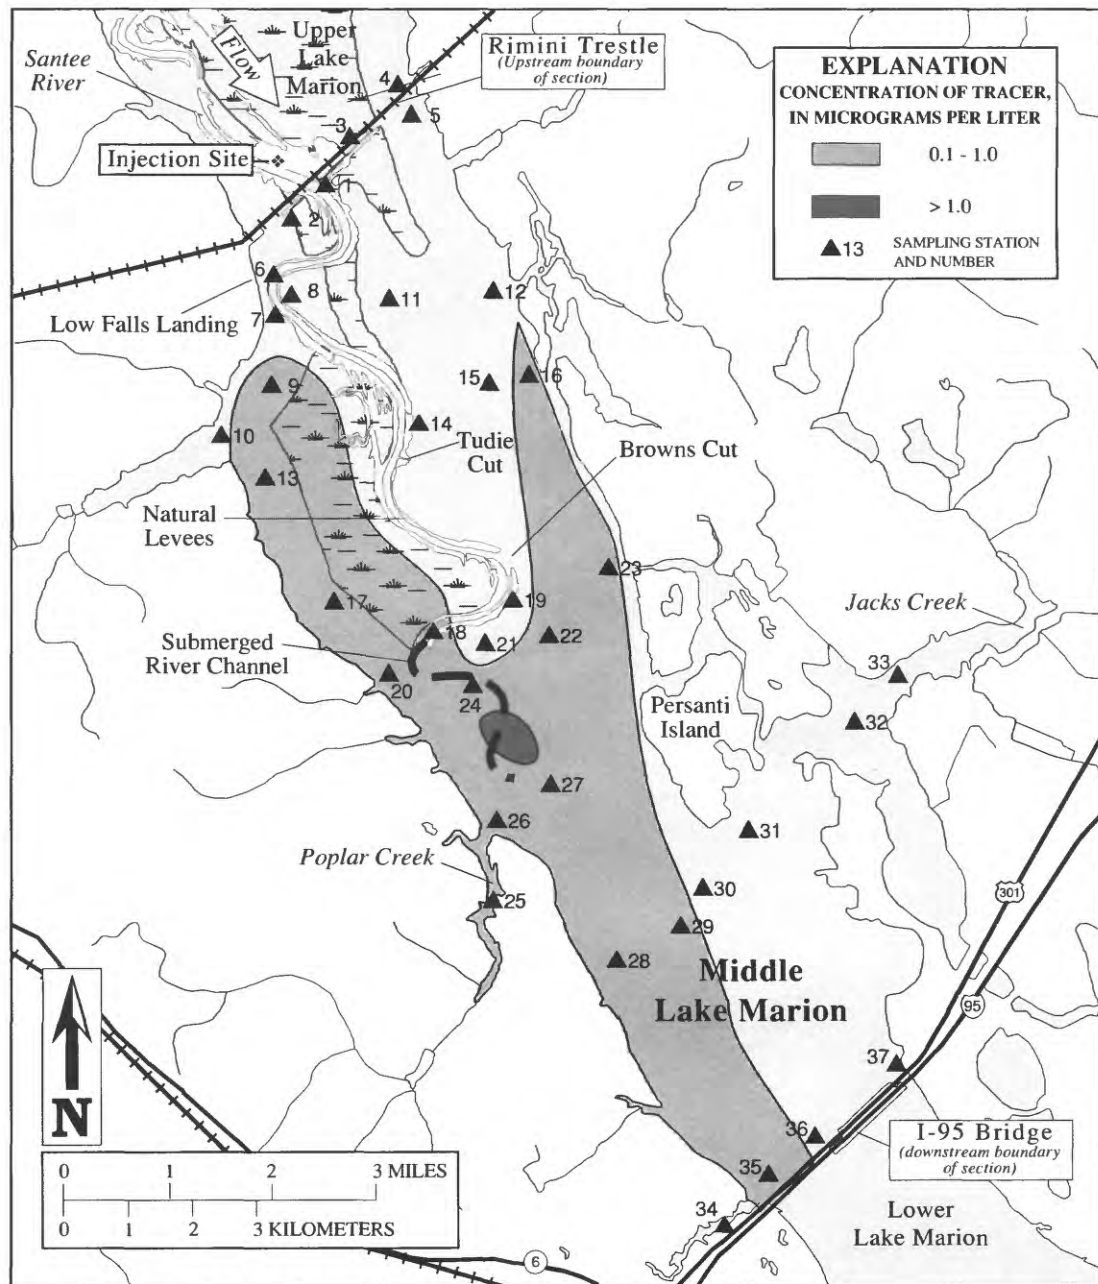 Santee
River
Flow
Upper
Lake
Marion
Rimini Trestle
(Upstream boundary
of section)
EXPLANATION
CONCENTRATION OF TRACER,
IN MICROGRAMS PER LITER
0.1 - 1.0
> 1.0
13 SAMPLING STATION
AND NUMBER
4
5
3
Injection Site
1
2
6
8
11
12
7
Low Falls Landing
15
16
9
10
14
Tudie
Cut
Browns Cut
13
Natural
Levees
23
17
19
Jacks Creek
18
21
22
Submerged
River Channel
20
24
33
32
Persanti
Island
27
26
31
Poplar Creek
25
30
29
28
301
95
Middle
Lake Marion
N
37
36
I-95 Bridge
(downstream boundary
of section)
35
34
Lower
Lake Marion
0 1 2 3 MILES
0 1 2 3 KILOMETERS
6